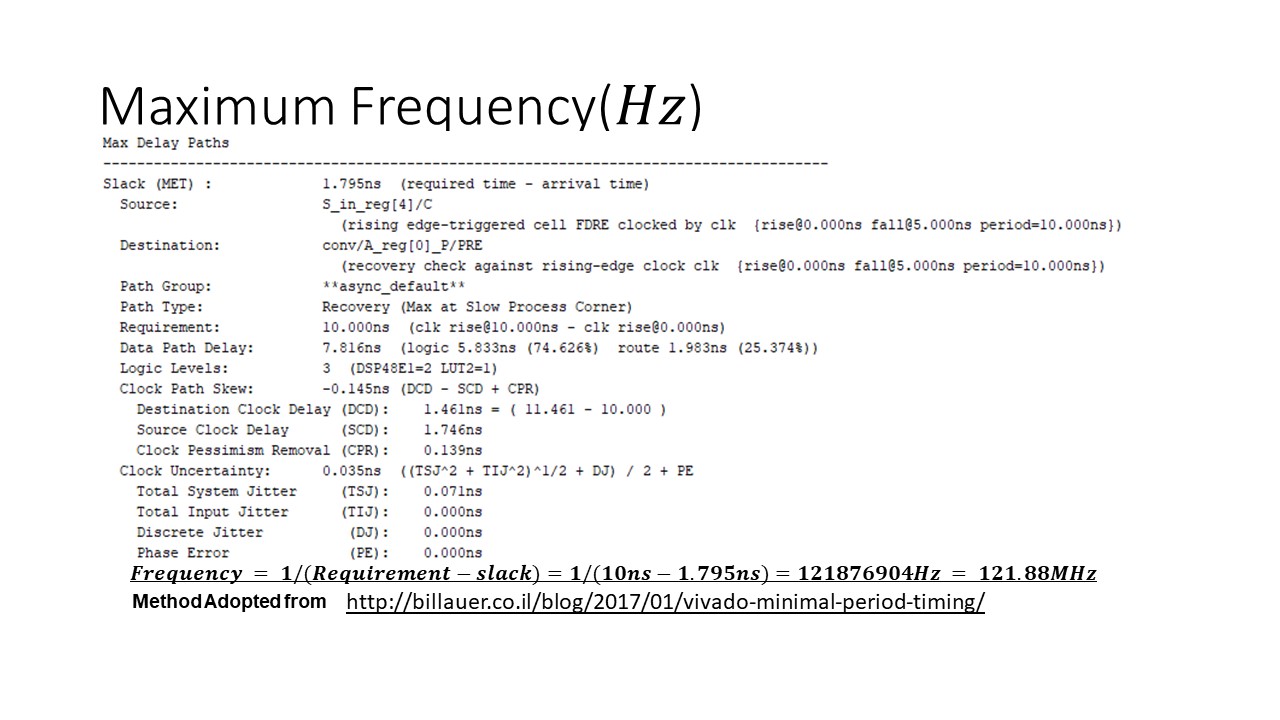 Maximum Frequency(Hz)
Max Delay Paths
--------------------------------------------------------------------------------------
Slack (MET) : 1.795ns (required time - arrival time)
Source: S_in_reg[4]/C
(rising edge-triggered cell FDRE clocked by clk {rise@0.000ns fall@5.000ns period=10.000ns})
Destination: conv/A_reg[0]_P/PRE
(recovery check against rising-edge clock clk {rise@0.000ns fall@5.000ns period=10.000ns})
Path Group: **async_default**
Path Type: Recovery (Max at Slow Process Corner)
Requirement: 10.000ns (clk rise@10.000ns - clk rise@0.000ns)
Data Path Delay: 7.816ns (logic 5.833ns (74.626%) route 1.983ns (25.374%))
Logic Levels: 3 (DSP48E1=2 LUT2=1)
Clock Path Skew: -0.145ns (DCD - SCD + CPR)
Destination Clock Delay (DCD): 1.461ns = ( 11.461 - 10.000 )
Source Clock Delay (SCD): 1.746ns
Clock Pessimism Removal (CPR): 0.139ns
Clock Uncertainty: 0.035ns ((TSJ^2 + TIJ^2)^1/2 + DJ) / 2 + PE
Total System Jitter (TSJ): 0.071ns
Total Input Jitter (TIJ): 0.000ns
Discrete Jitter (DJ): 0.000ns
Phase Error (PE): 0.000ns
Frequency = 1/(Requirement − slack) = 1/(10ns − 1.795ns) = 121876904Hz = 121.88MHz
Method Adopted from http://billauer.co.il/blog/2017/01/vivado-minimal-period-timing/